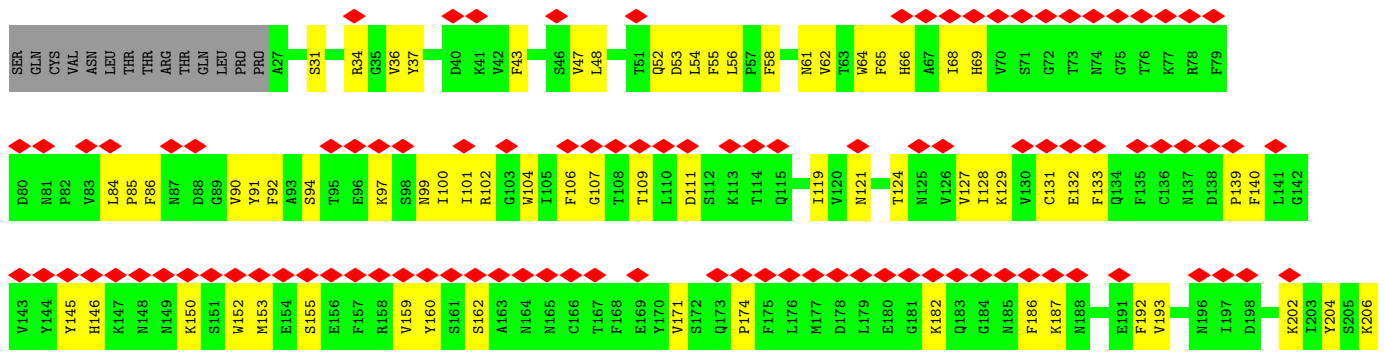 SER GLN CYS VAL ASN LEU THR THR ARG THR GLN LEU PRO PRO A27 S31 R34 G35 V36 Y37 D40 K41 V42 F43 S46 V47 L48 T51 Q52 D53 L54 F55 L56 P57 F58 N61 V62 T63 W64 F65 H66 A67 I68 H69 V70 S71 G72 T73 N74 G75 T76 K77 R78 F79
D80 N81 P82 V83 L84 P85 F86 N87 D88 G89 V90 Y91 F92 A93 S94 T95 E96 K97 S98 N99 I100 I101 R102 G103 W104 I105 F106 G107 T108 T109 L110 D111 S112 K113 T114 Q115 I119 V120 N121 T124 N125 V126 V127 I128 K129 V130 C131 E132 F133 Q134 F135 C136 N137 D138 P139 F140 L141 G142
V143 Y144 Y145 H146 K147 N148 N149 K150 S151 W152 M153 E154 S155 E156 F157 R158 V159 Y160 S161 S162 A163 N164 N165 C166 T167 F168 E169 Y170 V171 S172 Q173 P174 F175 L176 M177 D178 L179 E180 G181 K182 Q183 G184 N185 F186 K187 N188 E191 F192 V193 N196 I197 D198 K202 I203 Y204 S205 K206